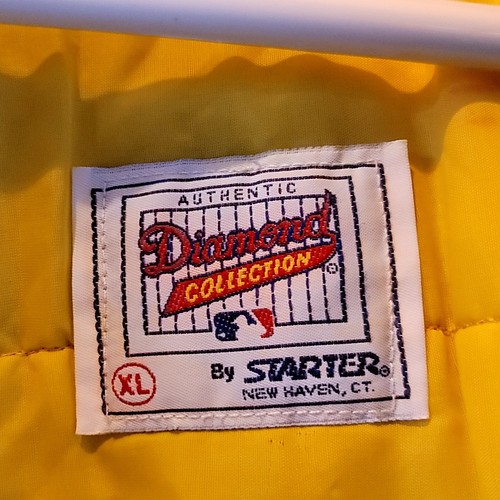 AUTHENTIC
Diamond
COLLECTION ®
XL
By STARTER®
NEW HAVEN, CT.